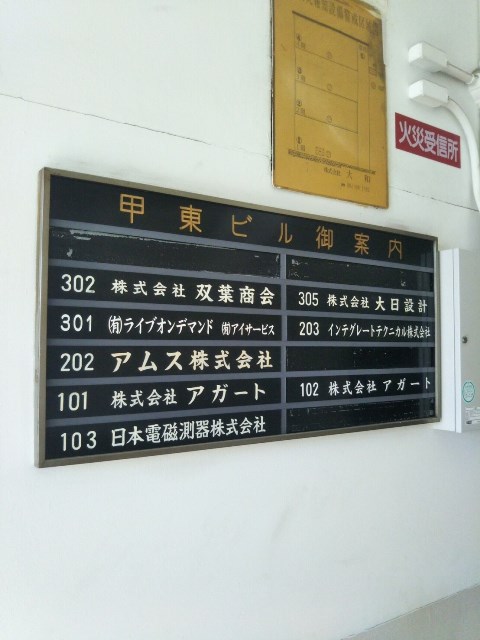 火災受信所
甲東ビル御案内
302 株式会社 双葉商会
305 株式会社 大日設計
301 ㈲ライブオンデマンド ㈲アイサービス
203 インテグレートテクニカル株式会社
202 アムス株式会社
101 株式会社 アガート
102 株式会社 アガート
103 日本電磁測器株式会社